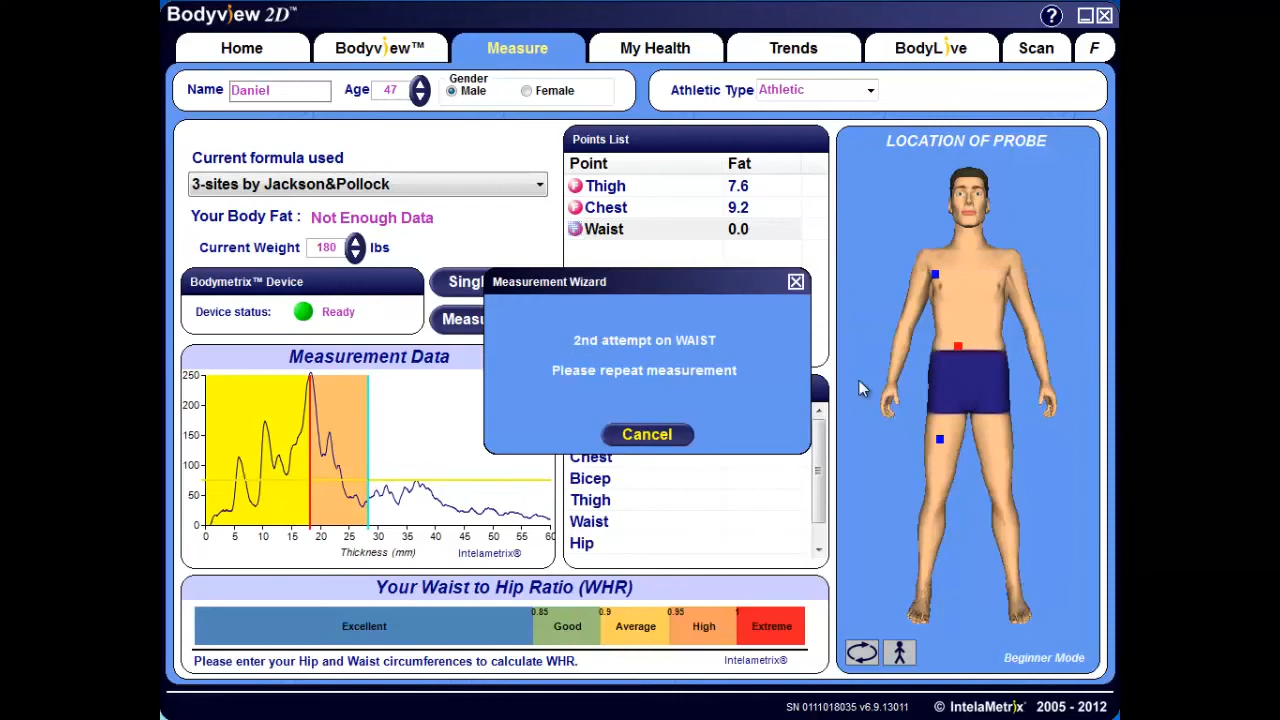 Bodyview 2D™
?
Home
Bodyview™
Measure
My Health
Trends
BodyLive
Scan
F
Name Daniel
Age 47
Gender
Male
Female
Athletic Type Athletic
Current formula used
3-sites by Jackson&Pollock
Your Body Fat : Not Enough Data
Current Weight 180 lbs
Bodymetrix™ Device
Device status: Ready
Singl
Measu
Points List
Point Fat
F Thigh 7.6
F Chest 9.2
F Waist 0.0
Measurement Wizard
2nd attempt on WAIST
Please repeat measurement
Cancel
Chest
Bicep
Thigh
Waist
Hip
Measurement Data
250
200
150
100
50
0
0 5 10 15 20 25 30 35 40 45 50 55 60
Thickness (mm)
Intelametrix®
Your Waist to Hip Ratio (WHR)
0.85 0.9 0.95 1
Excellent Good Average High Extreme
Please enter your Hip and Waist circumferences to calculate WHR.
Intelametrix®
LOCATION OF PROBE
Beginner Mode
SN 0111018035 v6.9.13011
© IntelaMetrix® 2005 - 2012